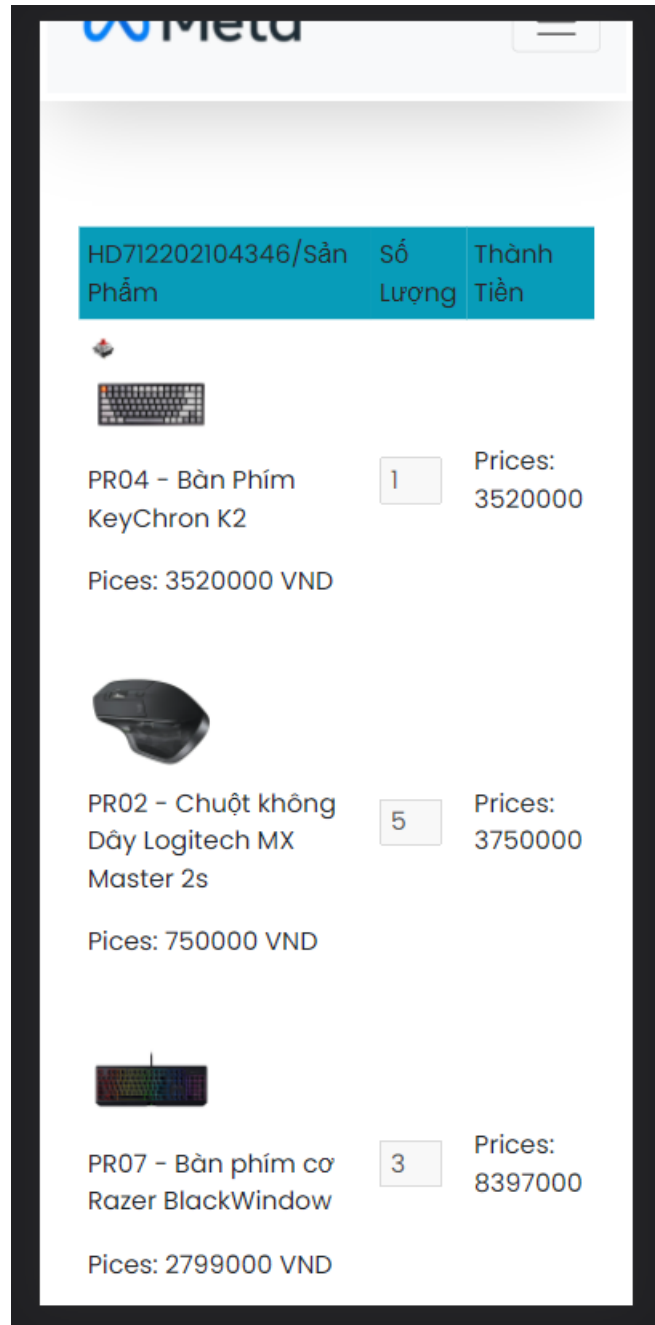 Meta
HD712202104346/Sản
Phẩm
Số
Lượng
Thành
Tiền
PR04 - Bàn Phím
KeyChron K2
Pices: 3520000 VND
1
Prices:
3520000
PR02 - Chuột không
Dây Logitech MX
Master 2s
Pices: 750000 VND
5
Prices:
3750000
PR07 - Bàn phím cơ
Razer BlackWindow
Pices: 2799000 VND
3
Prices:
8397000